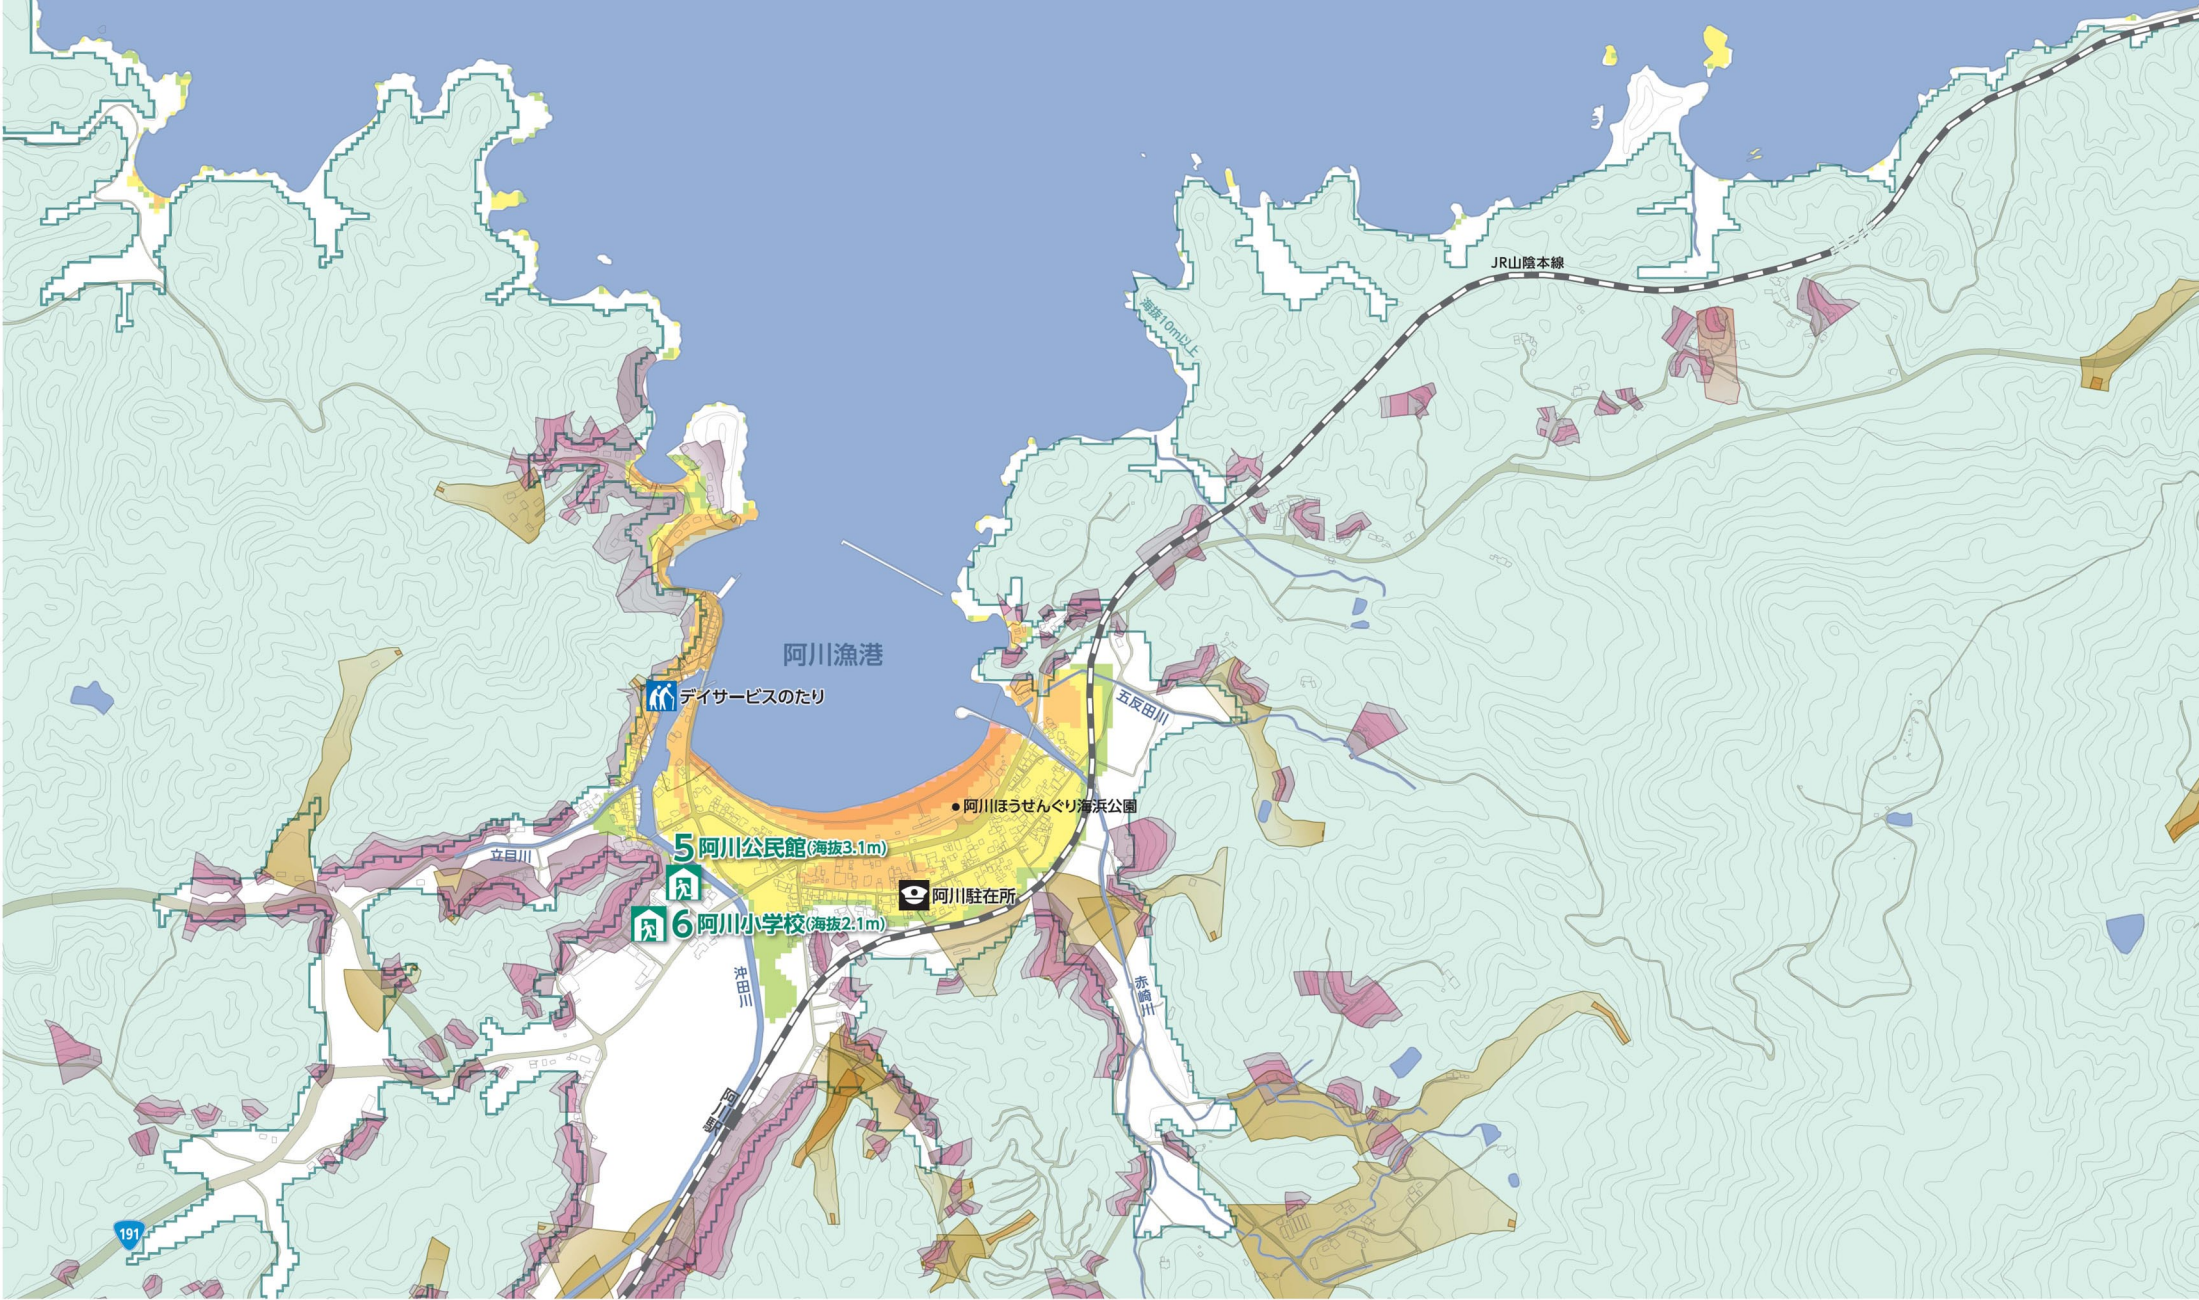 JR山陰本線
海抜10m以上
阿川漁港
デイサービスのたり
五反田川
阿川ほうせんぐり海浜公園
5 阿川公民館(海抜3.1m)
立目川
阿川駐在所
6 阿川小学校(海抜2.1m)
沖田川
赤崎川
阿川駅
191